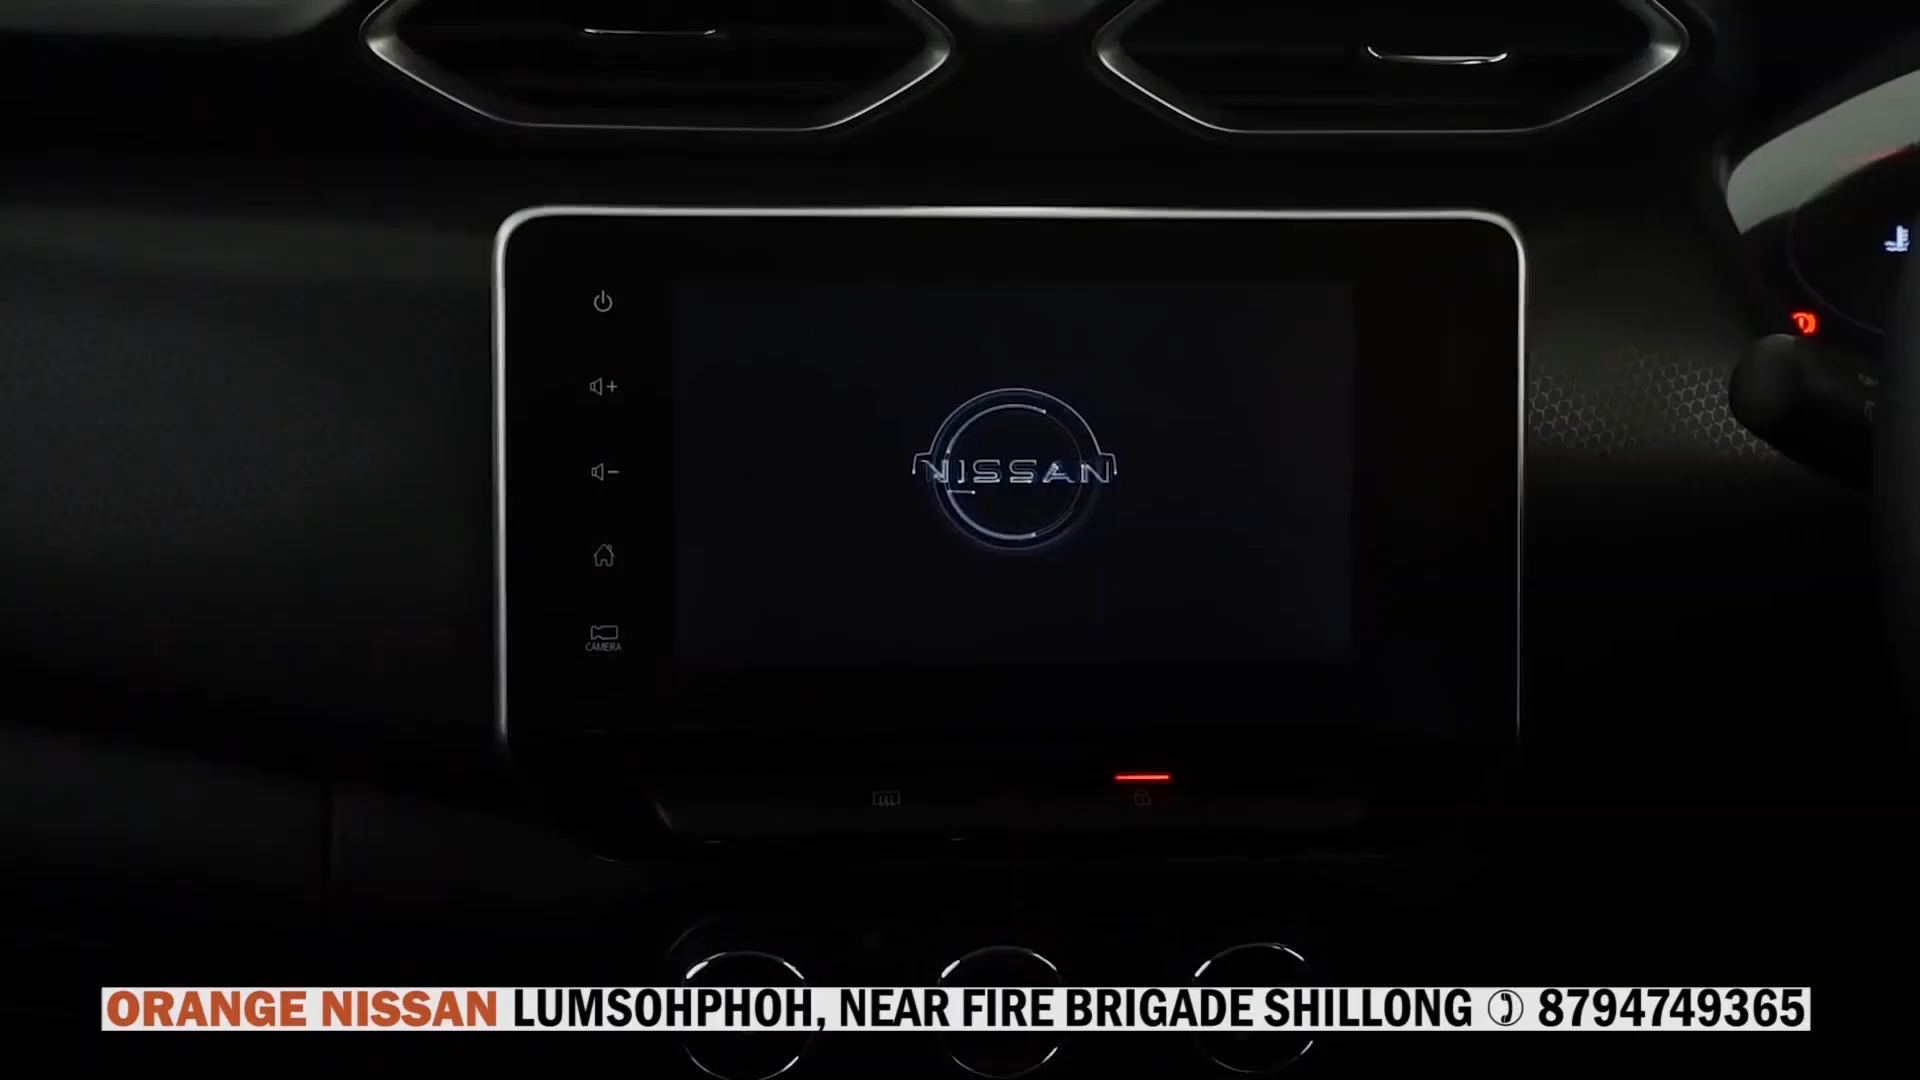 NISSAN
CAMERA
ORANGE NISSAN LUMSOHPHOH, NEAR FIRE BRIGADE SHILLONG ✆ 8794749365